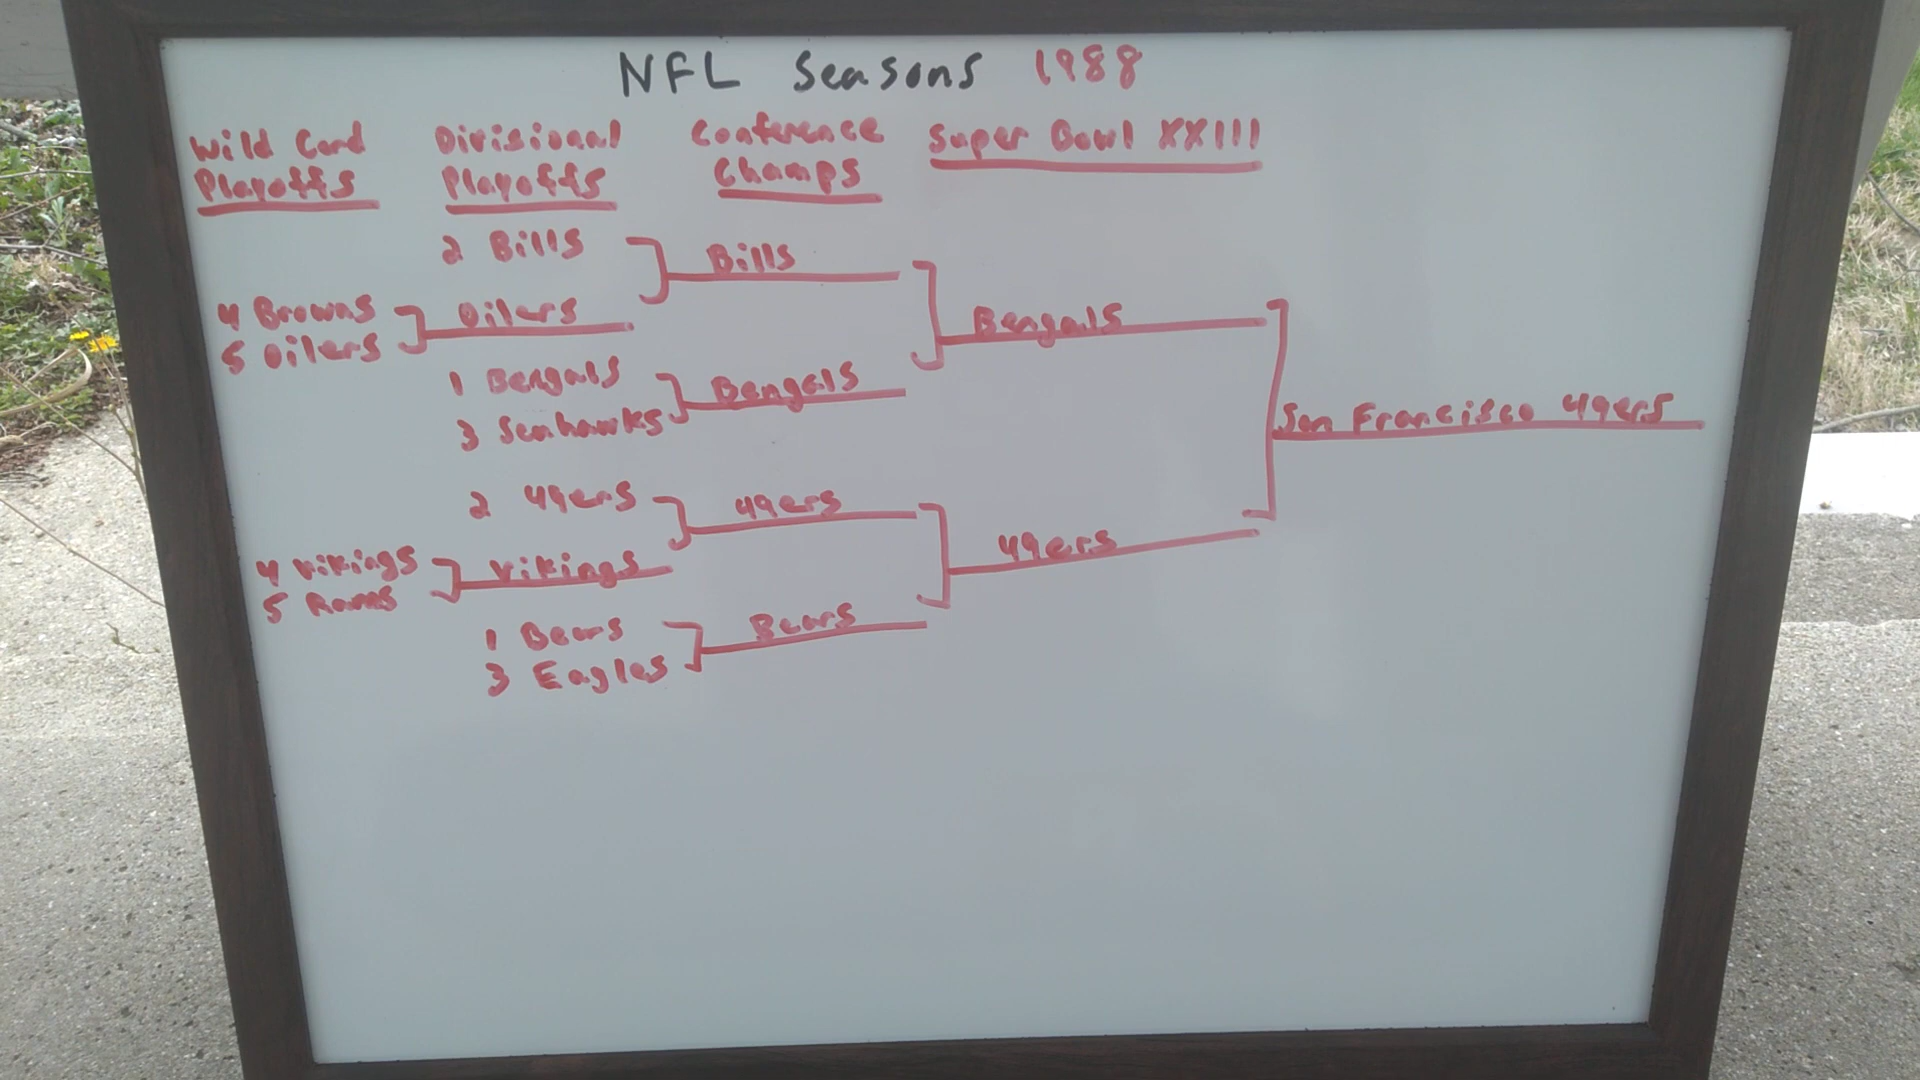 NFL Seasons 1988
Wild Card
Playoffs
Divisional
Playoffs
Conference
Champs
Super Bowl XXIII
2 Bills
Bills
4 Browns
5 Oilers
Oilers
Bengals
1 Bengals
3 Seahawks
Bengals
San Francisco 49ers
2 49ers
49ers
4 Vikings
5 Rams
Vikings
49ers
1 Bears
3 Eagles
Bears